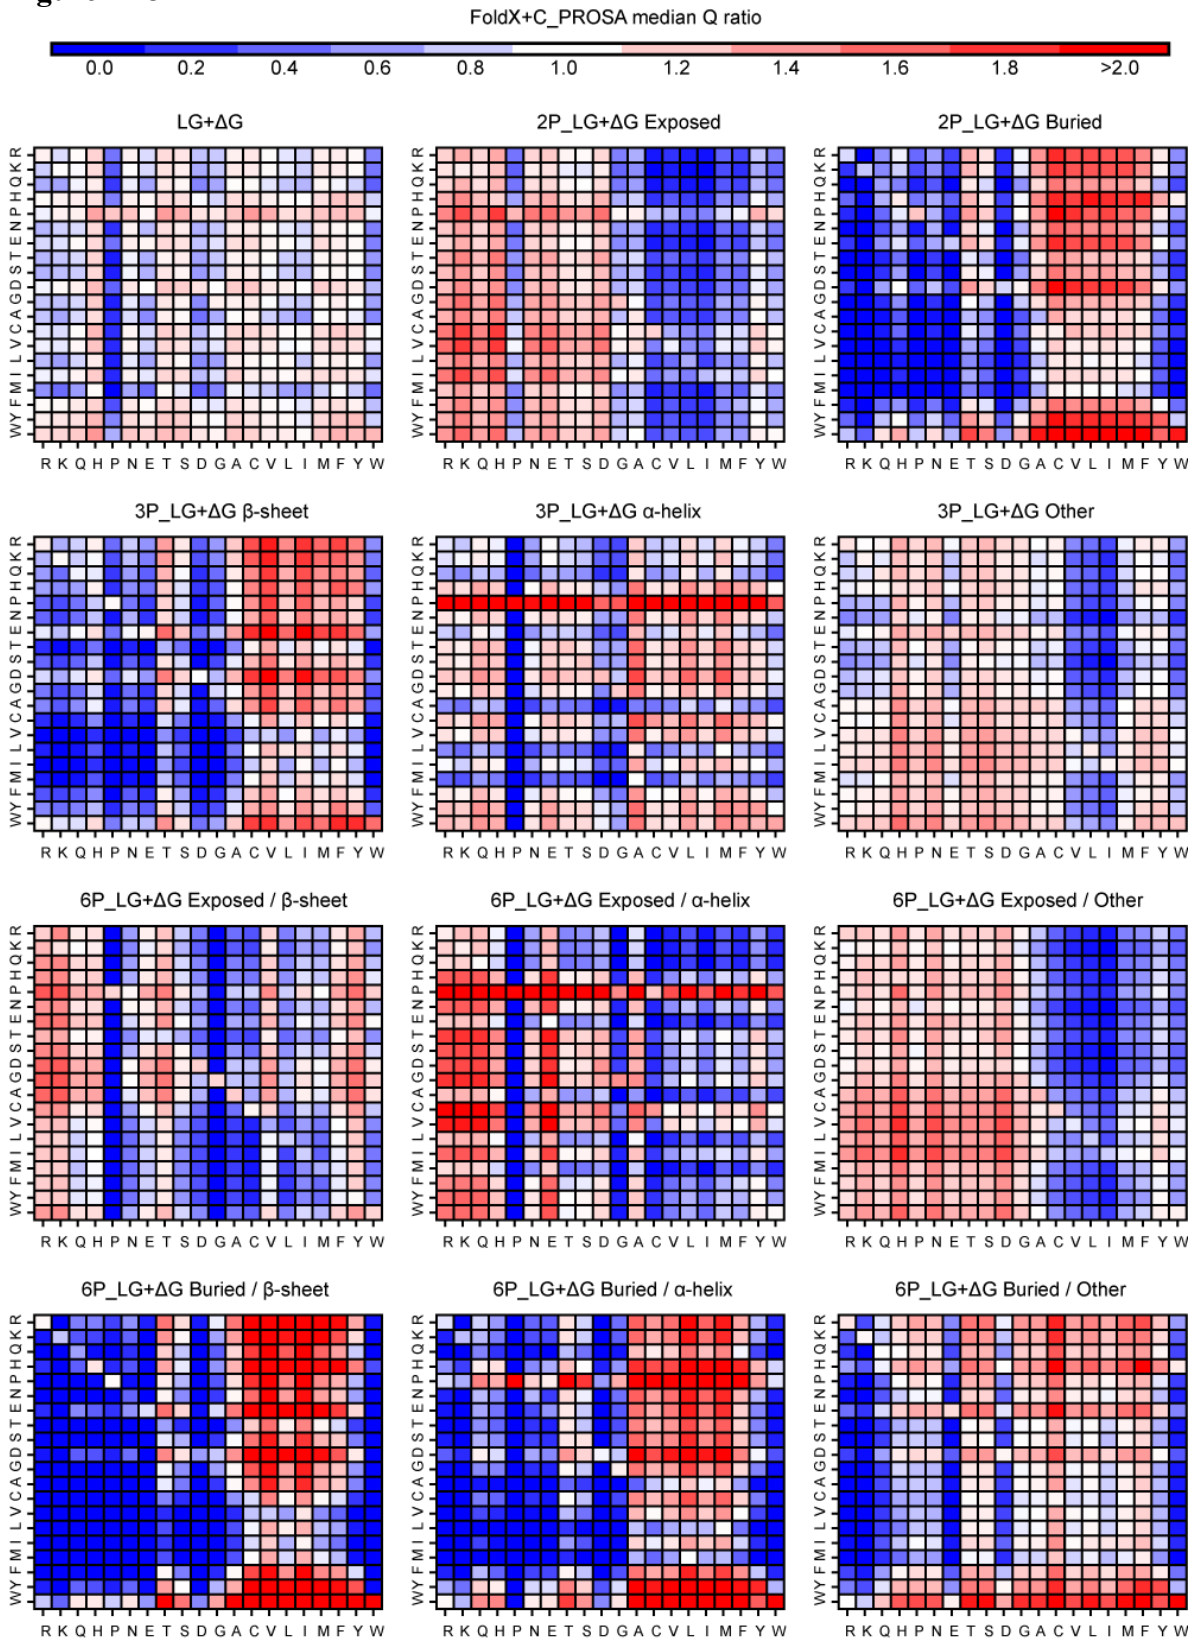 FoldX+C_PROSA median Q ratio
0.0 0.2 0.4 0.6 0.8 1.0 1.2 1.4 1.6 1.8 >2.0
LG+ΔG
W Y F M I L V C A G D S T E N P H Q K R
R K Q H P N E T S D G A C V L I M F Y W
2P_LG+ΔG Exposed
W Y F M I L V C A G D S T E N P H Q K R
R K Q H P N E T S D G A C V L I M F Y W
2P_LG+ΔG Buried
W Y F M I L V C A G D S T E N P H Q K R
R K Q H P N E T S D G A C V L I M F Y W
3P_LG+ΔG β-sheet
W Y F M I L V C A G D S T E N P H Q K R
R K Q H P N E T S D G A C V L I M F Y W
3P_LG+ΔG α-helix
W Y F M I L V C A G D S T E N P H Q K R
R K Q H P N E T S D G A C V L I M F Y W
3P_LG+ΔG Other
W Y F M I L V C A G D S T E N P H Q K R
R K Q H P N E T S D G A C V L I M F Y W
6P_LG+ΔG Exposed / β-sheet
W Y F M I L V C A G D S T E N P H Q K R
R K Q H P N E T S D G A C V L I M F Y W
6P_LG+ΔG Exposed / α-helix
W Y F M I L V C A G D S T E N P H Q K R
R K Q H P N E T S D G A C V L I M F Y W
6P_LG+ΔG Exposed / Other
W Y F M I L V C A G D S T E N P H Q K R
R K Q H P N E T S D G A C V L I M F Y W
6P_LG+ΔG Buried / β-sheet
W Y F M I L V C A G D S T E N P H Q K R
R K Q H P N E T S D G A C V L I M F Y W
6P_LG+ΔG Buried / α-helix
W Y F M I L V C A G D S T E N P H Q K R
R K Q H P N E T S D G A C V L I M F Y W
6P_LG+ΔG Buried / Other
W Y F M I L V C A G D S T E N P H Q K R
R K Q H P N E T S D G A C V L I M F Y W